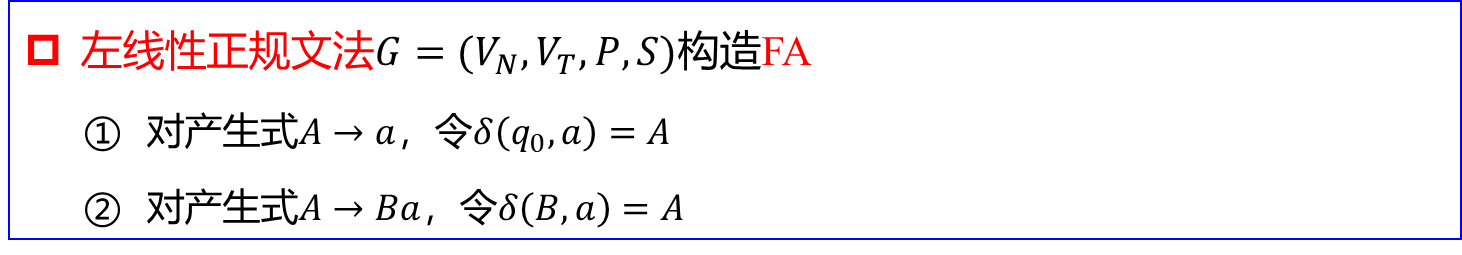 左线性正规文法G = (V_N, V_T, P, S)构造FA
① 对产生式A → a，令δ(q_0, a) = A
② 对产生式A → Ba，令δ(B, a) = A